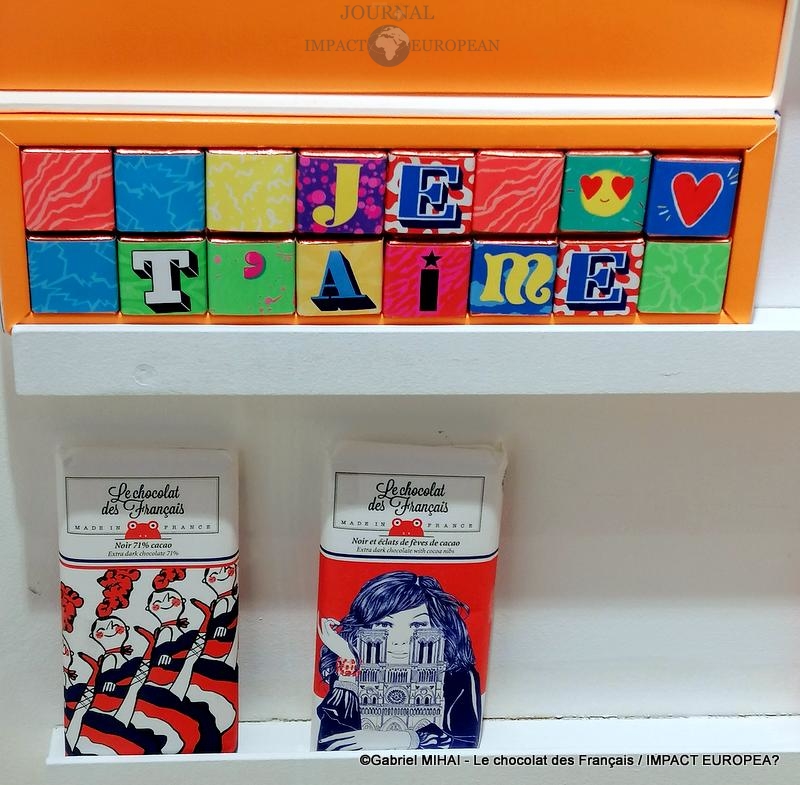 JOURNAL
IMPACT EUROPEAN
JE
T'AiME
Le chocolat
des Français
MADE IN FRANCE
Noir 71% cacao
Extra dark chocolate 71%
Le chocolat
des Français
MADE IN FRANCE
Noir et éclats de fèves de cacao
Extra dark chocolate with cocoa nibs
©Gabriel MIHAI - Le chocolat des Français / IMPACT EUROPEA?